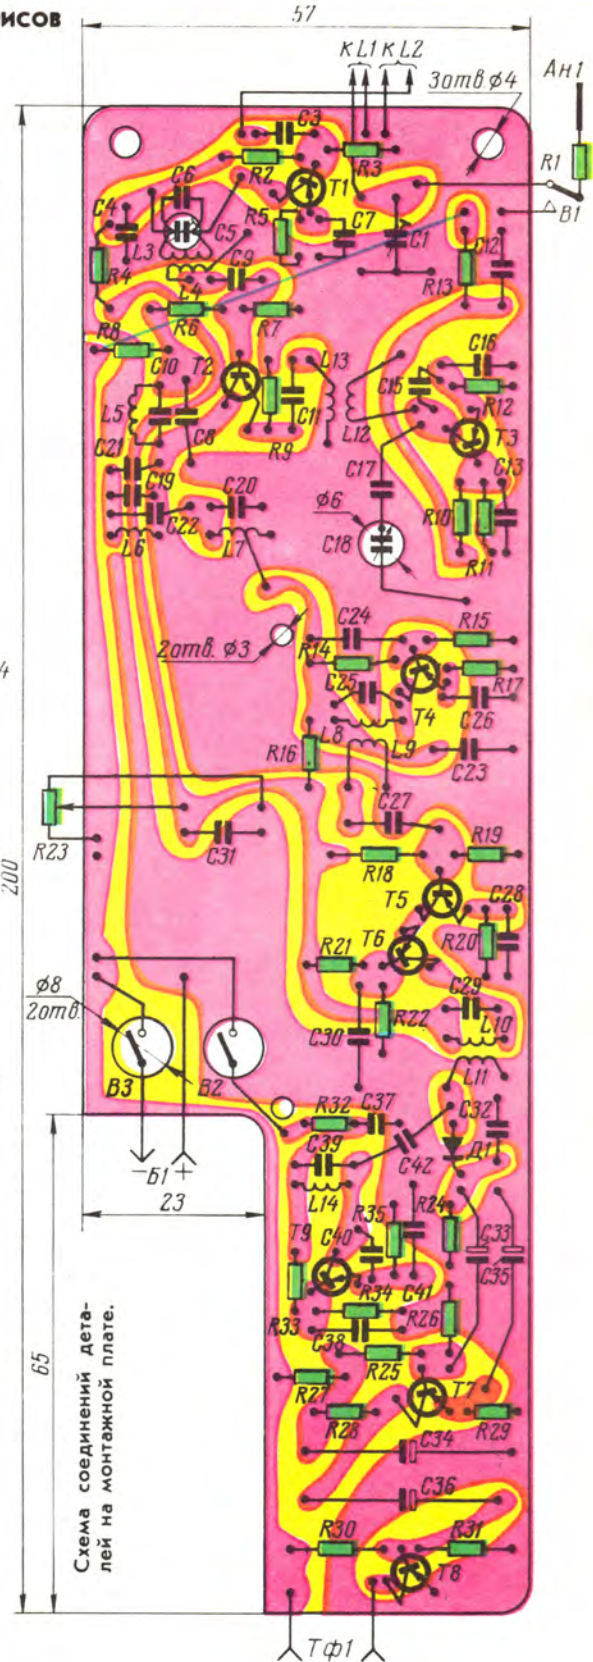 исов
57
кL1 кL2
3отв.ф4
Ан1
R1
В1
C3
R2
R3
T1
C6
C4
L3
C5
R5
C7
C1
R4
L4
C9
R13
C12
R8
R6
R7
C10
T2
L13
C15
C16
R12
L5
C8
C11
R9
L12
T3
C21
C19
C22
C20
C17
C13
ф6
R10
L6
L7
C18
R11
2отв. ф3
C24
R15
R14
4
C25
R17
T4
C26
R16
L8
L9
C23
C27
R23
C31
R18
R19
200
T5
C28
T6
R21
R20
ф8
2отв.
C29
C30
R22
L10
В3
В2
L11
R32
C37
C32
C39
C42
Д1
–Б1+
L14
23
T9
C40
R35
R24
C33
C35
R34
C41
R33
C38
R26
65
R25
R27
T7
R28
R29
C34
C36
Схема соединений дета-
лей на монтажной плате.
R30
R31
T8
Тф1